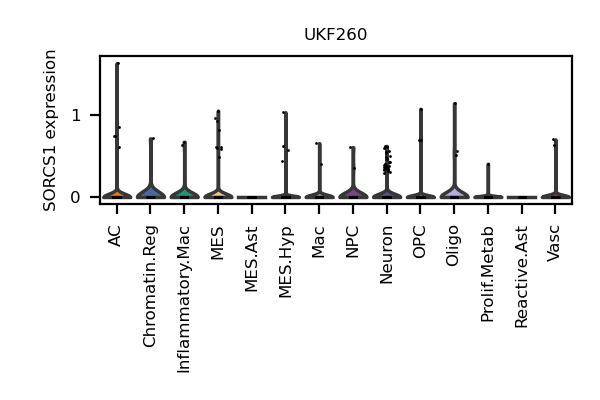 UKF260
SORCS1 expression
1
0
AC
Chromatin.Reg
Inflammatory.Mac
MES
MES.Ast
MES.Hyp
Mac
NPC
Neuron
OPC
Oligo
Prolif.Metab
Reactive.Ast
Vasc